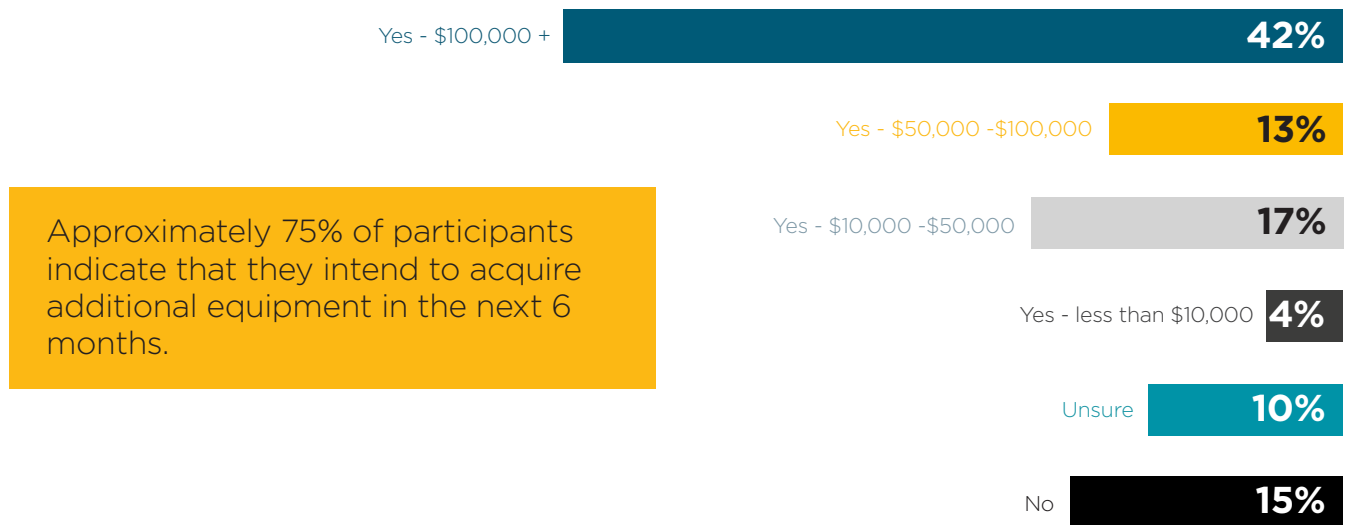 Yes - $100,000 + 42%
Yes - $50,000 -$100,000 13%
Approximately 75% of participants
indicate that they intend to acquire
additional equipment in the next 6
months.
Yes - $10,000 -$50,000 17%
Yes - less than $10,000 4%
Unsure 10%
No 15%